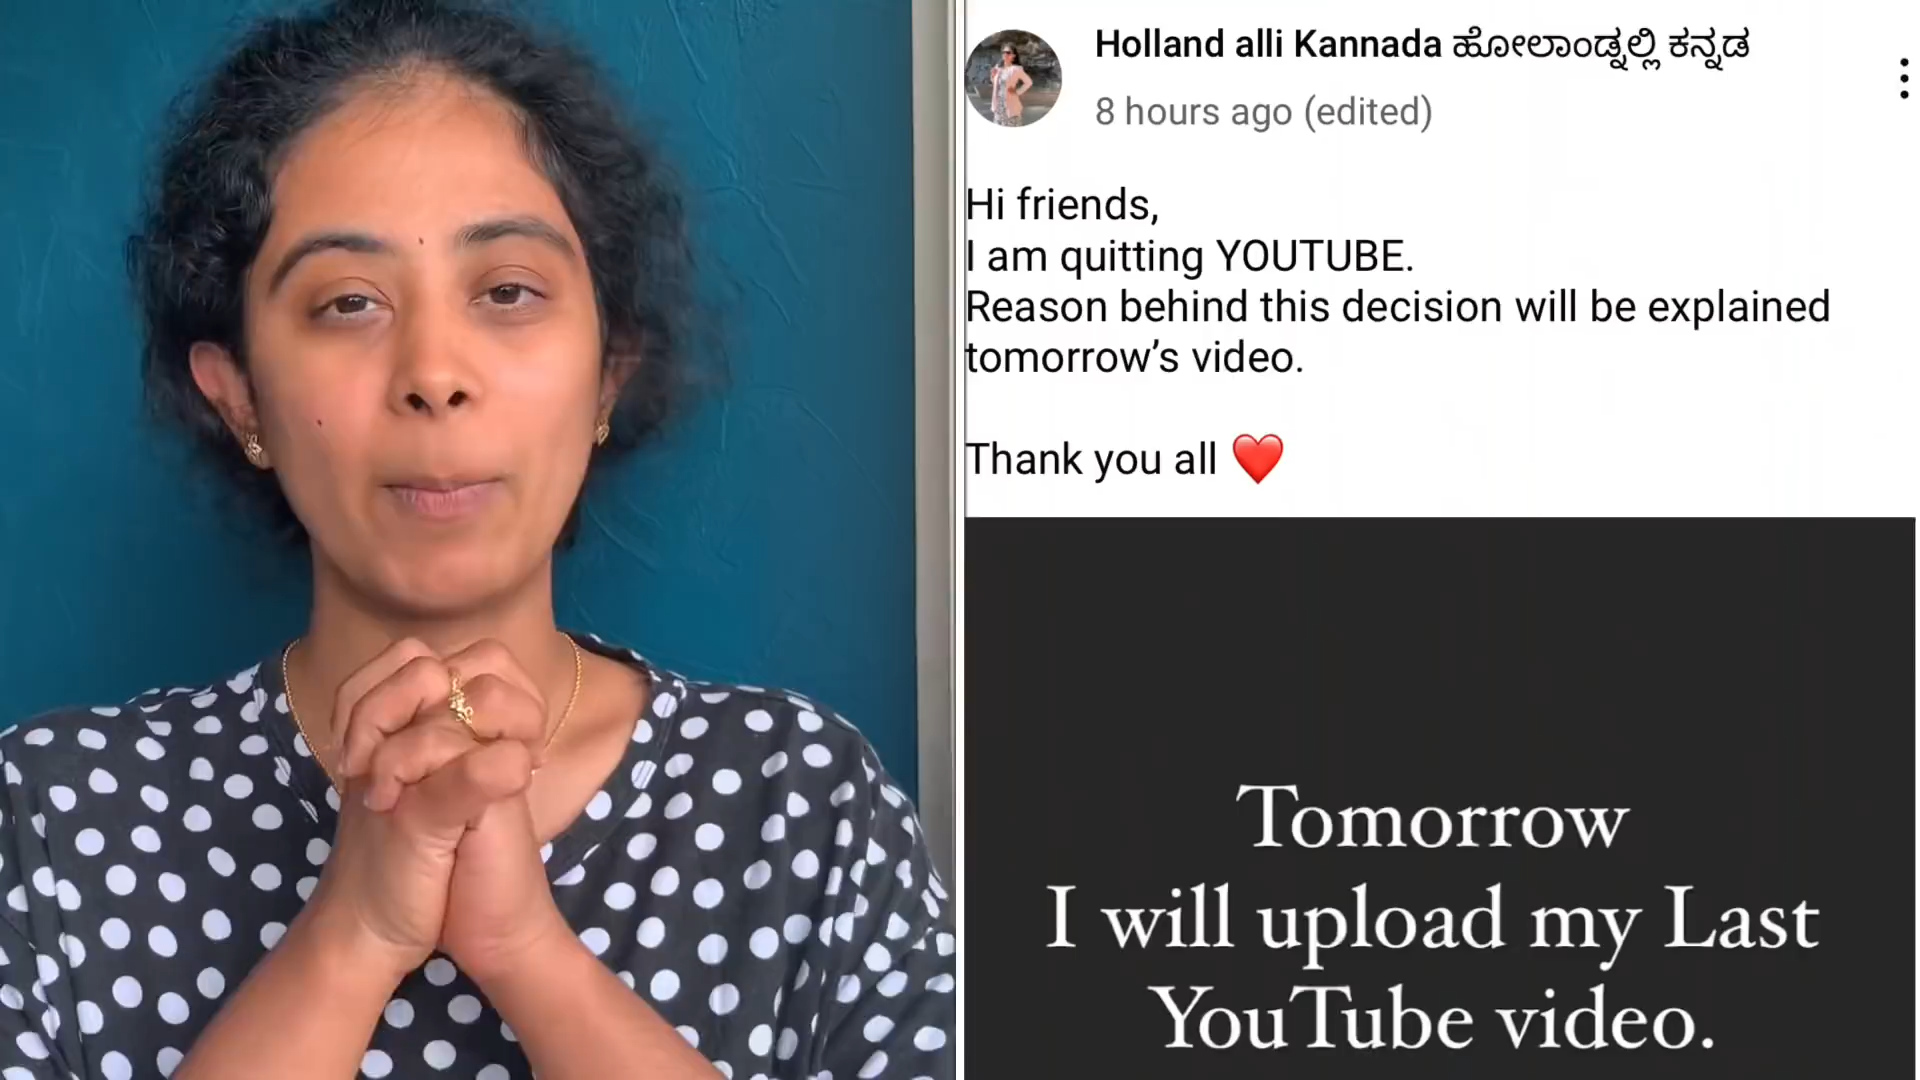 Holland alli Kannada ಹೋಲಾಂಡ್ನಲ್ಲಿ ಕನ್ನಡ
8 hours ago (edited)
Hi friends,
I am quitting YOUTUBE.
Reason behind this decision will be explained
tomorrow’s video.
Thank you all ❤️
Tomorrow
I will upload my Last
YouTube video.